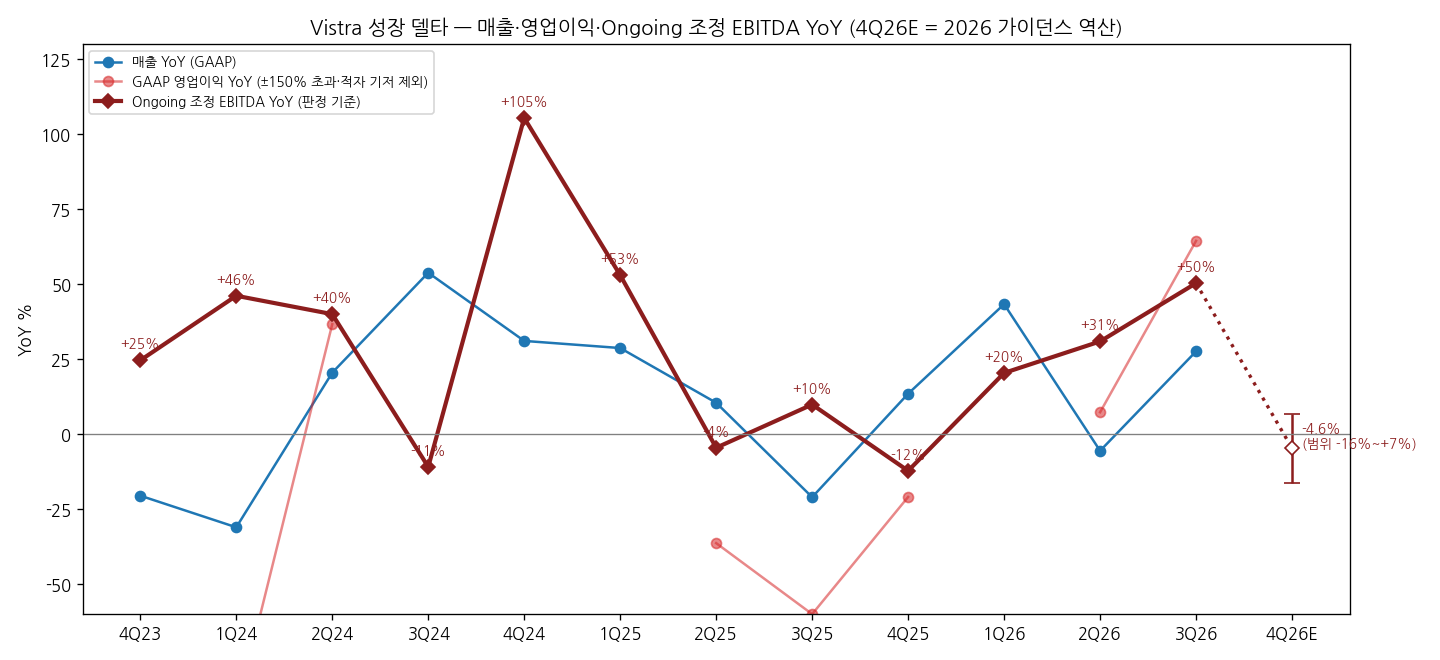 Vistra 성장 델타 — 매출·영업이익·Ongoing 조정 EBITDA YoY (4Q26E = 2026 가이던스 역산)
매출 YoY (GAAP)
GAAP 영업이익 YoY (±150% 초과·적자 기저 제외)
Ongoing 조정 EBITDA YoY (판정 기준)
YoY %
125
100
75
50
25
0
-25
-50
+25%
+46%
+40%
-11%
+105%
+53%
-4%
+10%
-12%
+20%
+31%
+50%
-4.6%
(범위 -16%~+7%)
4Q23
1Q24
2Q24
3Q24
4Q24
1Q25
2Q25
3Q25
4Q25
1Q26
2Q26
3Q26
4Q26E